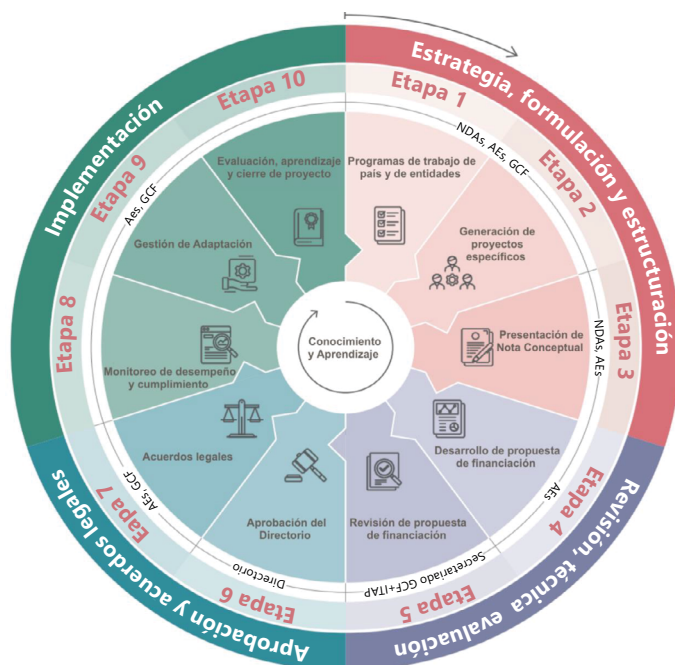 Estrategia, formulación y estructuración
Etapa 1
NDAs, AEs, GCF
Programas de trabajo de
país y de entidades
Etapa 2
Generación de
proyectos
específicos
Etapa 3
NDAs, AEs
Presentación de
Nota Conceptual
Revisión, técnica evaluación
Etapa 4
AEs
Desarrollo de propuesta
de financiación
Etapa 5
Secretariado GCF+iTAP
Revisión de propuesta
de financiación
Aprobación y acuerdos legales
Etapa 6
Directorio
Aprobación del
Directorio
Eapa 7
AEs, GCF
Acuerdos legales
Implementación
Etapa 8
Monitoreo de desempeño
y cumplimiento
Etapa 9
Aes, GCF
Gestión de Adaptación
Etapa 10
Evaluación, aprendizaje
y cierre de proyecto
Conocimiento
y Aprendizaje